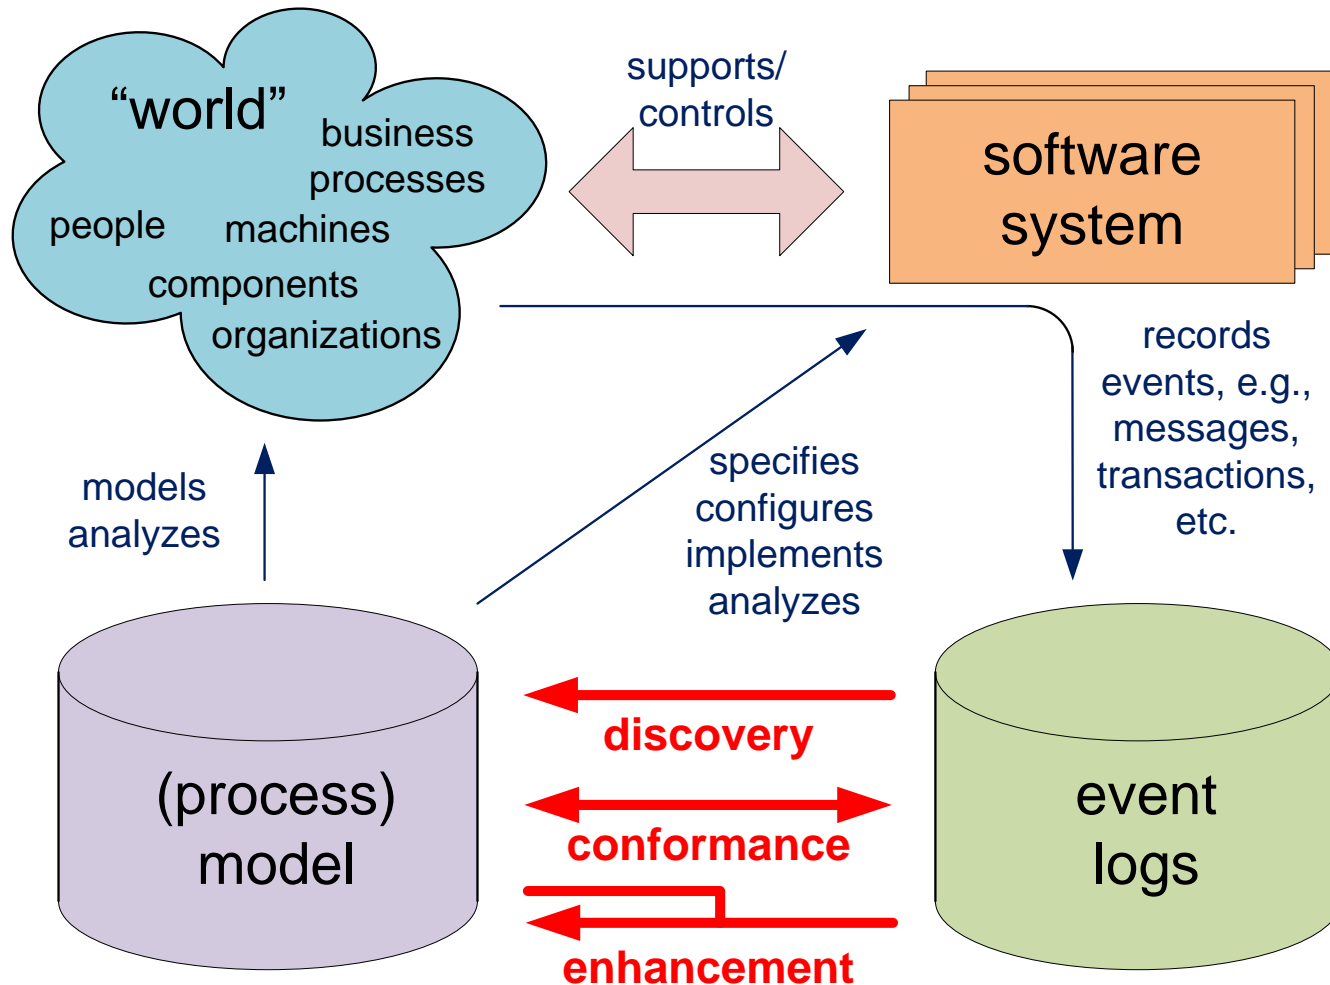 “world”
business
processes
people
machines
components
organizations
supports/
controls
software
system
records
events, e.g.,
messages,
transactions,
etc.
models
analyzes
specifies
configures
implements
analyzes
discovery
(process)
model
conformance
event
logs
enhancement